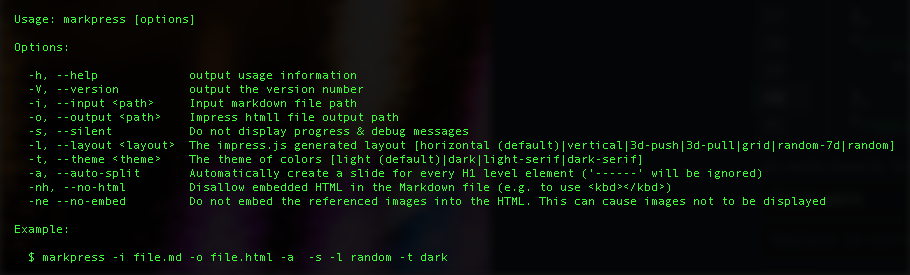 Usage: markpress [options]
Options:
-h, --help output usage information
-V, --version output the version number
-i, --input <path> Input markdown file path
-o, --output <path> Impress htmll file output path
-s, --silent Do not display progress & debug messages
-l, --layout <layout> The impress.js generated layout [horizontal (default)|vertical|3d-push|3d-pull|grid|random-7d|random]
-t, --theme <theme> The theme of colors [light (default)|dark|light-serif|dark-serif]
-a, --auto-split Automatically create a slide for every H1 level element ('------' will be ignored)
-nh, --no-html Disallow embedded HTML in the Markdown file (e.g. to use <kbd></kbd>)
-ne --no-embed Do not embed the referenced images into the HTML. This can cause images not to be displayed
Example:
$ markpress -i file.md -o file.html -a  -s -l random -t dark